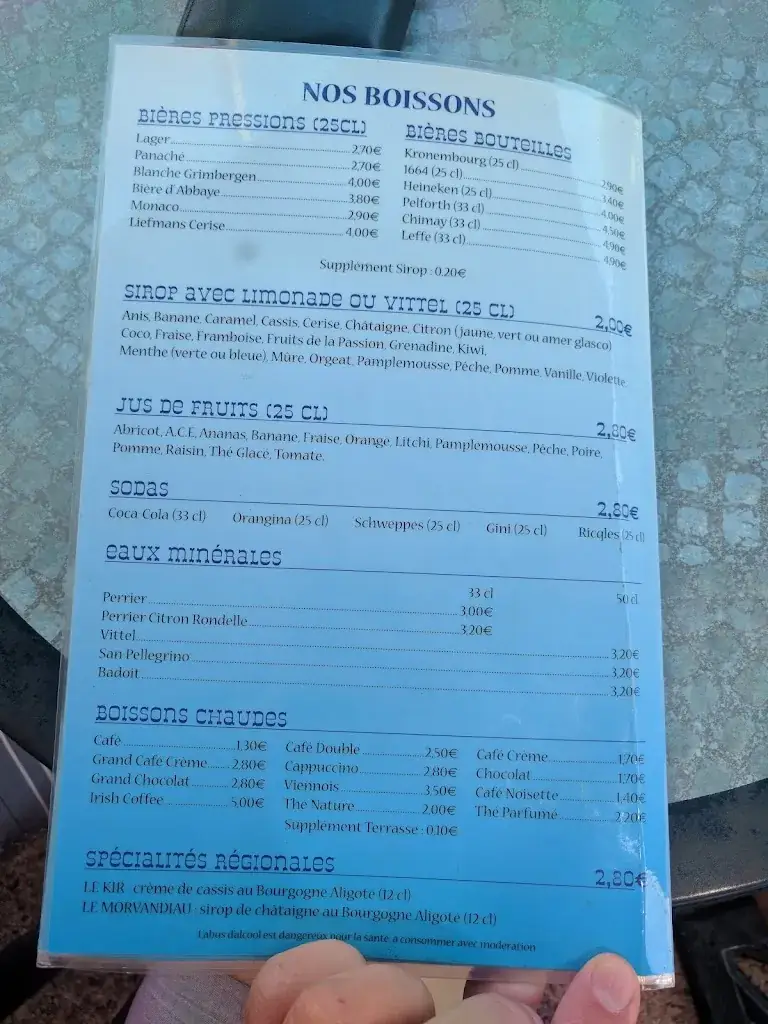 NOS BOISSONS
BIÈRES PRESSIONS (25CL)
Lager 2,70€
Panaché 2,70€
Blanche Grimbergen 4,00€
Bière d'Abbaye 3,80€
Monaco 2,90€
Liefmans Cerise 4,00€
BIÈRES BOUTEILLES
Kronembourg (25 cl) 2,90€
1664 (25 cl) 3,40€
Heineken (25 cl) 4,00€
Pelforth (33 cl) 4,50€
Chimay (33 cl) 4,90€
Leffe (33 cl) 4,90€
Supplément Sirop : 0.20€
SIROP AVEC LIMONADE OU VITTEL (25 CL) 2,00€
Anis, Banane, Caramel, Cassis, Cerise, Châtaigne, Citron (jaune, vert ou amer glasco)
Coco, Fraise, Framboise, Fruits de la Passion, Grenadine, Kiwi,
Menthe (verte ou bleue), Mûre, Orgeat, Pamplemousse, Pêche, Pomme, Vanille, Violette
JUS DE FRUITS (25 CL) 2,80€
Abricot, A.C.E, Ananas, Banane, Fraise, Orange, Litchi, Pamplemousse, Pêche, Poire,
Pomme, Raisin, Thé Glacé, Tomate.
SODAS 2,80€
Coca Cola (33 cl) Orangina (25 cl) Schweppes (25 cl) Gini (25 cl) Ricqles (25 cl)
EAUX MINÉRALES
33 cl 50 cl
Perrier 3,00€
Perrier Citron Rondelle 3,20€
Vittel 3,20€
San Pellegrino 3,20€
Badoit 3,20€
BOISSONS CHAUDES
Café 1,30€ Café Double 2,50€ Café Crème 1,70€
Grand Café Crème 2,80€ Cappuccino 2,80€ Chocolat 1,70€
Grand Chocolat 2,80€ Viennois 3,50€ Café Noisette 1,40€
Irish Coffee 5,00€ Thé Nature 2,00€ Thé Parfumé 2,20€
Supplément Terrasse : 0,10€
SPÉCIALITÉS RÉGIONALES 2,80€
LE KIR : crème de cassis au Bourgogne Aligoté (12 cl)
LE MORVANDIAU : sirop de châtaigne au Bourgogne Aligoté (12 cl)
L'abus d'alcool est dangereux pour la santé, à consommer avec modération